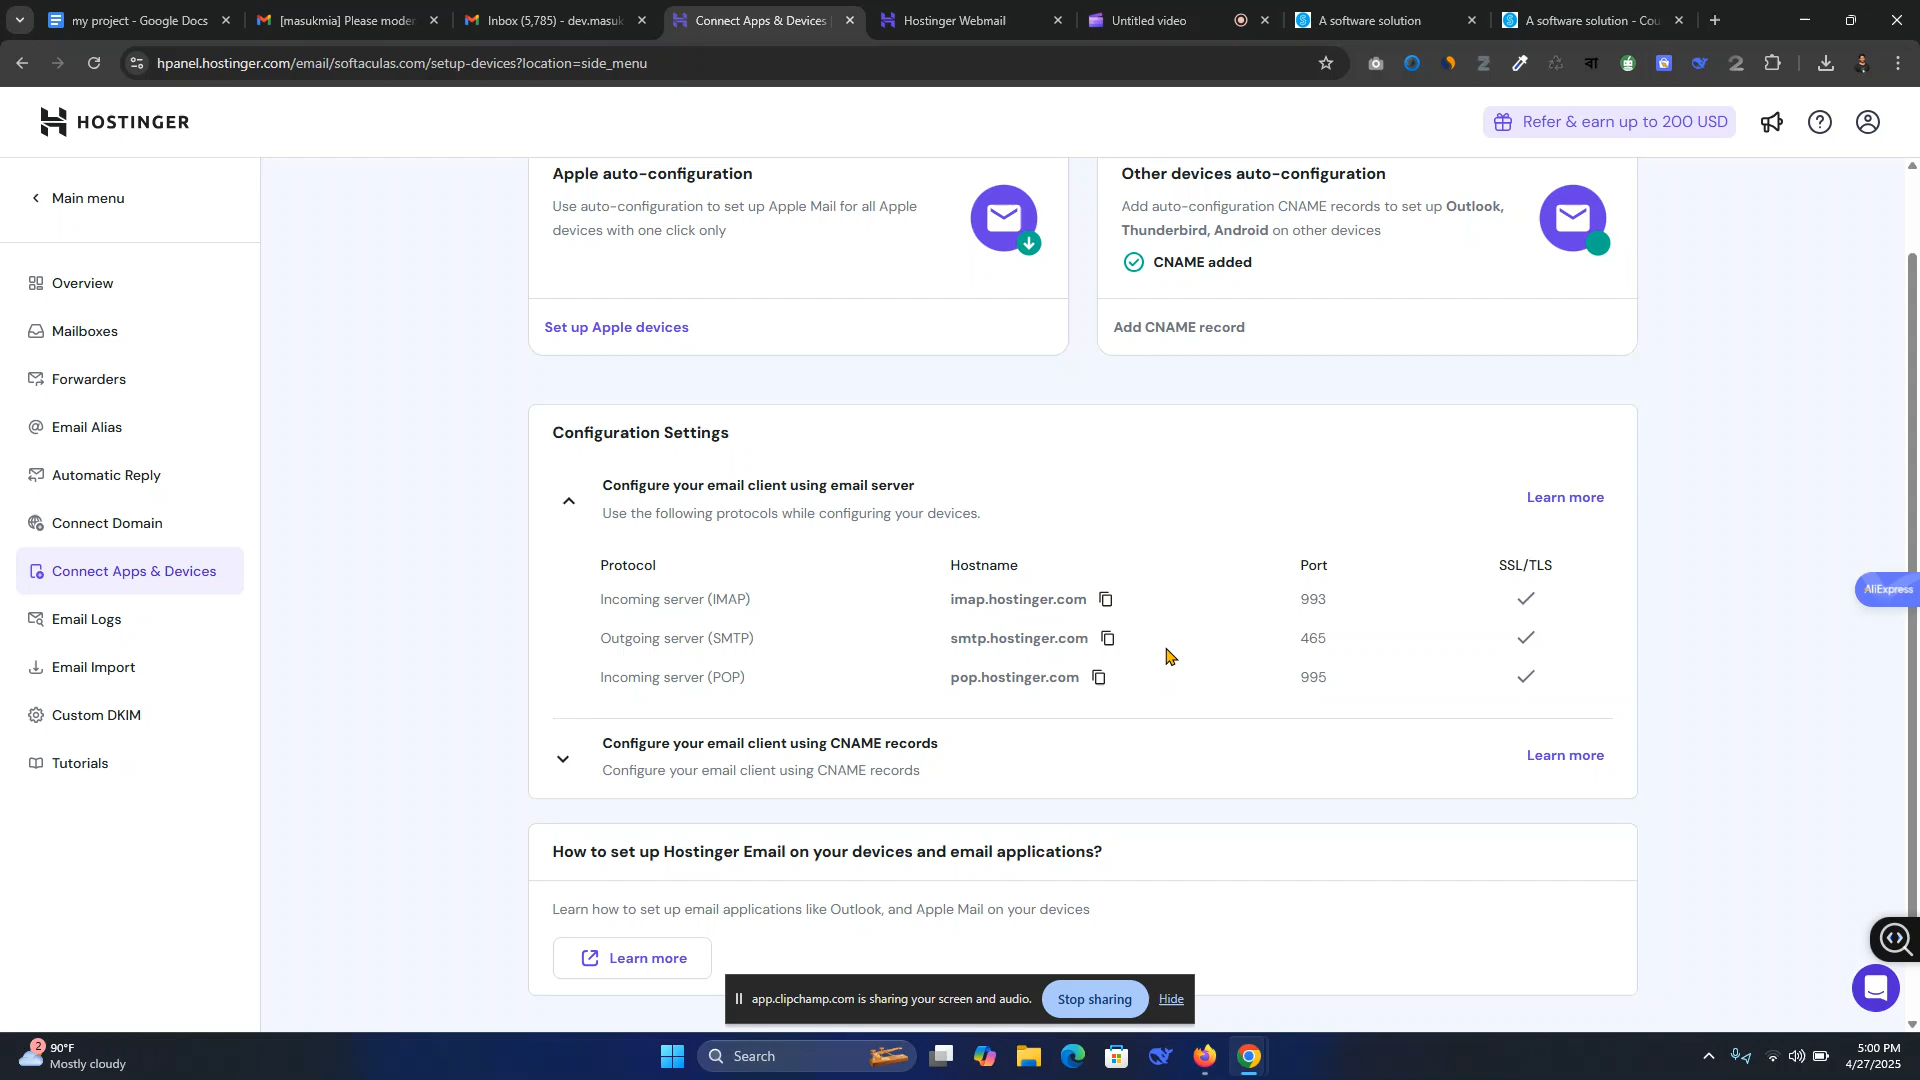 my project - Google Docs
[masukmia] Please moder
Inbox (5,785) - dev.masuk
Connect Apps & Devices
Hostinger Webmail
Untitled video
A software solution
A software solution - Cou
hpanel.hostinger.com/email/softaculas.com/setup-devices?location=side_menu
HOSTINGER
Refer & earn up to 200 USD
Main menu
Overview
Mailboxes
Forwarders
Email Alias
Automatic Reply
Connect Domain
Connect Apps & Devices
Email Logs
Email Import
Custom DKIM
Tutorials
Apple auto-configuration
Use auto-configuration to set up Apple Mail for all Apple
devices with one click only
Set up Apple devices
Other devices auto-configuration
Add auto-configuration CNAME records to set up Outlook,
Thunderbird, Android on other devices
CNAME added
Add CNAME record
Configuration Settings
Configure your email client using email server
Use the following protocols while configuring your devices.
Learn more
Protocol Hostname Port SSL/TLS
Incoming server (IMAP) imap.hostinger.com 993
Outgoing server (SMTP) smtp.hostinger.com 465
Incoming server (POP) pop.hostinger.com 995
Configure your email client using CNAME records
Configure your email client using CNAME records
Learn more
How to set up Hostinger Email on your devices and email applications?
Learn how to set up email applications like Outlook, and Apple Mail on your devices
Learn more
AliExpress
app.clipchamp.com is sharing your screen and audio.
Stop sharing
Hide
2
90°F
Mostly cloudy
Search
5:00 PM
4/27/2025